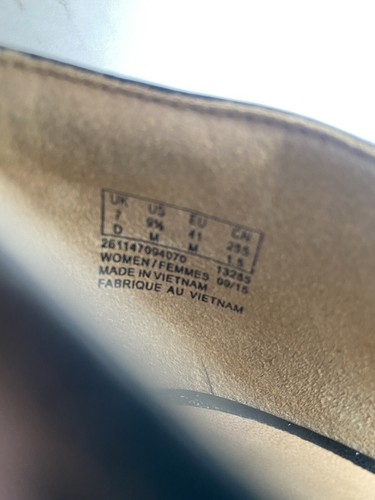 UK US EU CN
7 9½ 41 255
D M M 1.5
261147094070 13285
WOMEN/FEMMES 09/15
MADE IN VIETNAM
FABRIQUE AU VIETNAM